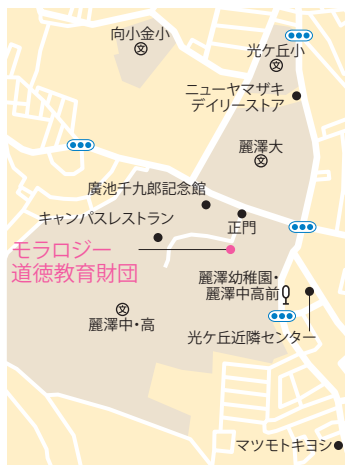 向小金小
光ケ丘小
ニューヤマザキ
デイリーストア
麗澤大
廣池千九郎記念館
キャンパスレストラン
正門
モラロジー
道徳教育財団
麗澤幼稚園・
麗澤中高前
麗澤中・高
光ケ丘近隣センター
マツモトキヨシ